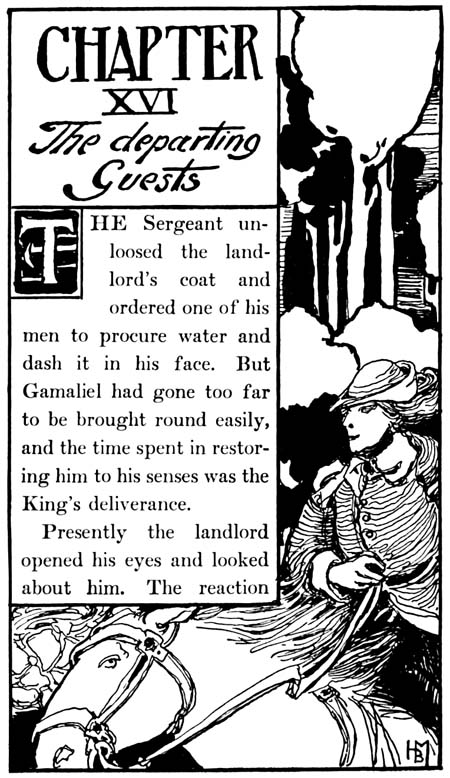 CHAPTER
XVI
The departing
Guests
THE Sergeant un-
loosed the land-
lord's coat and
ordered one of his
men to procure water and
dash it in his face. But
Gamaliel had gone too far
to be brought round easily,
and the time spent in restor-
ing him to his senses was the
King's deliverance.
Presently the landlord
opened his eyes and looked
about him. The reaction